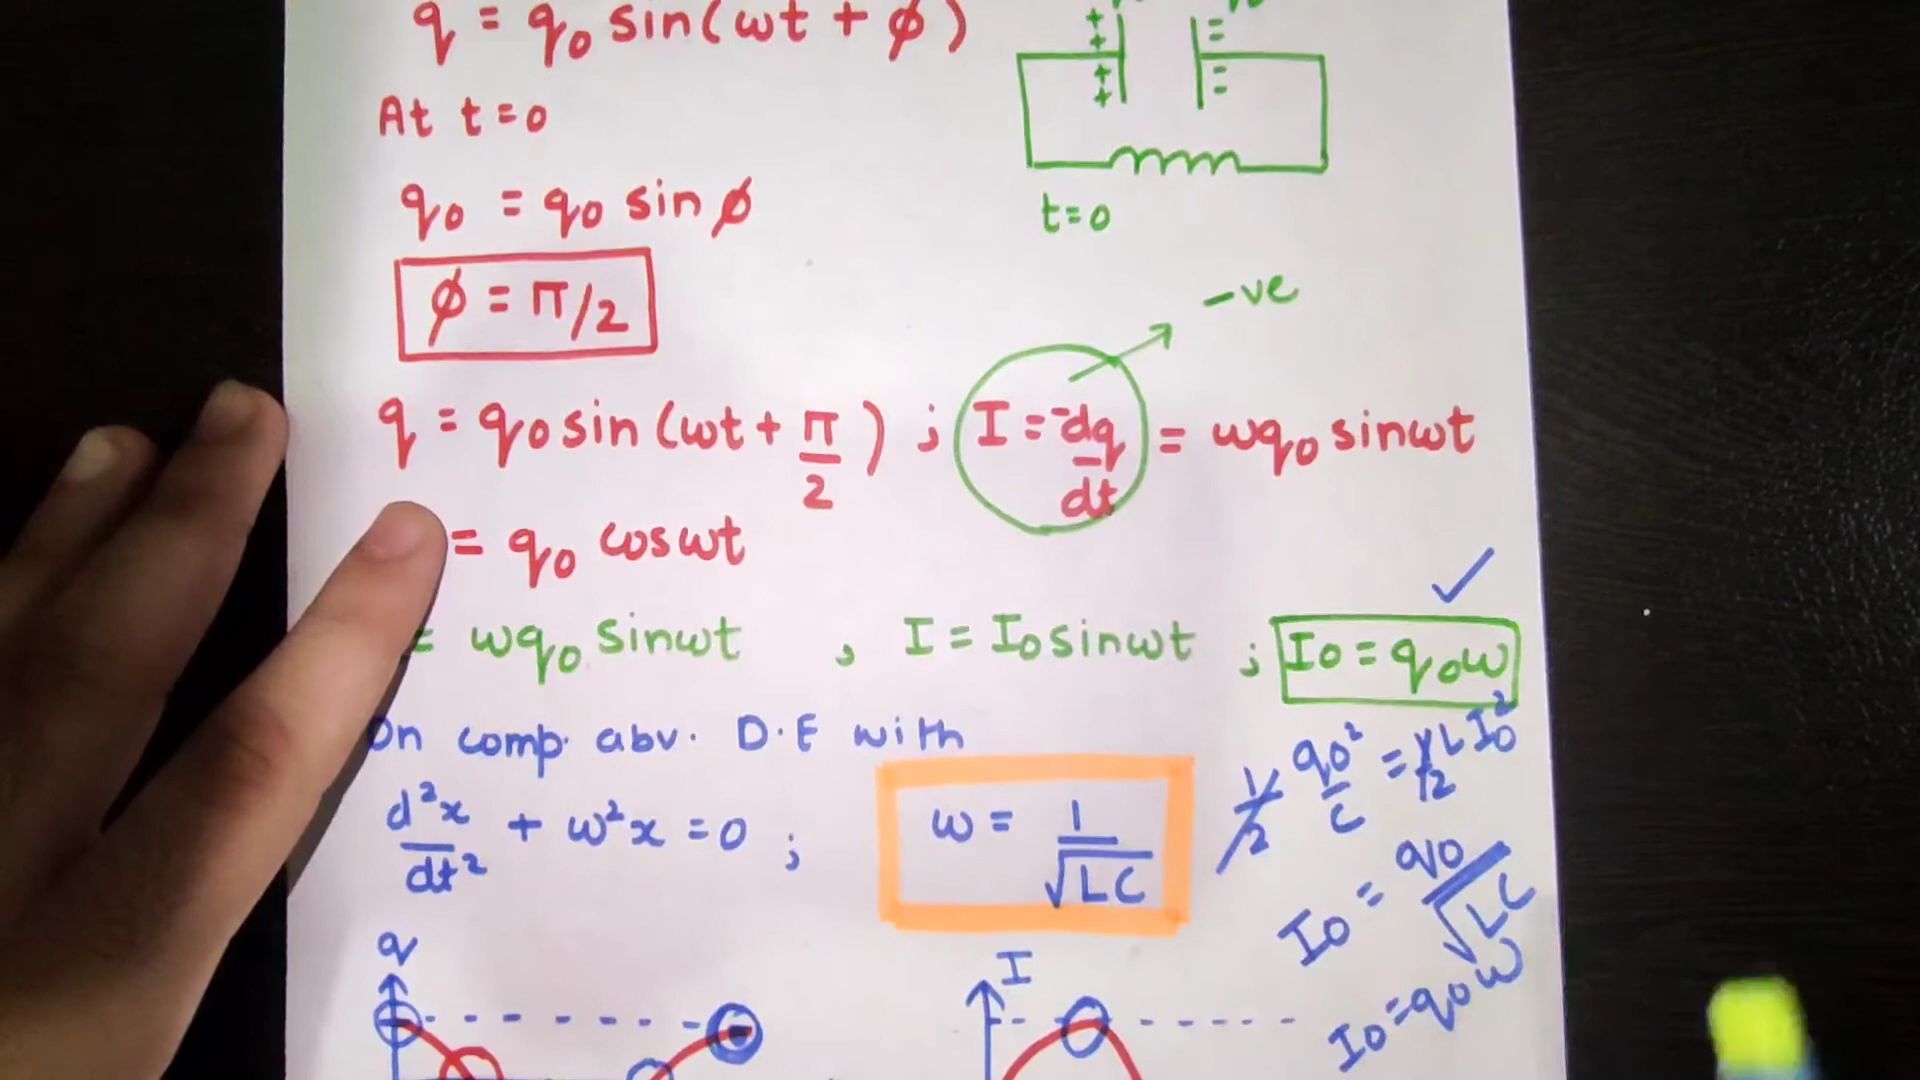 q = q₀ sin(ωt + φ)
At t=0
q₀ = q₀ sin φ
t=0
φ = π/2
-ve
q = q₀ sin (ωt + π/2) ; I = -dq/dt = ωq₀ sinωt
= q₀ cosωt
= ωq₀ sinωt , I = I₀ sinωt ; I₀ = q₀ω
On comp. abv. D.E with
1/2 q₀²/C = 1/2 L I₀²
d²x/dt² + ω²x = 0 ; ω = 1/√LC
I₀ = q₀/√LC
I₀ = q₀ω
q
I